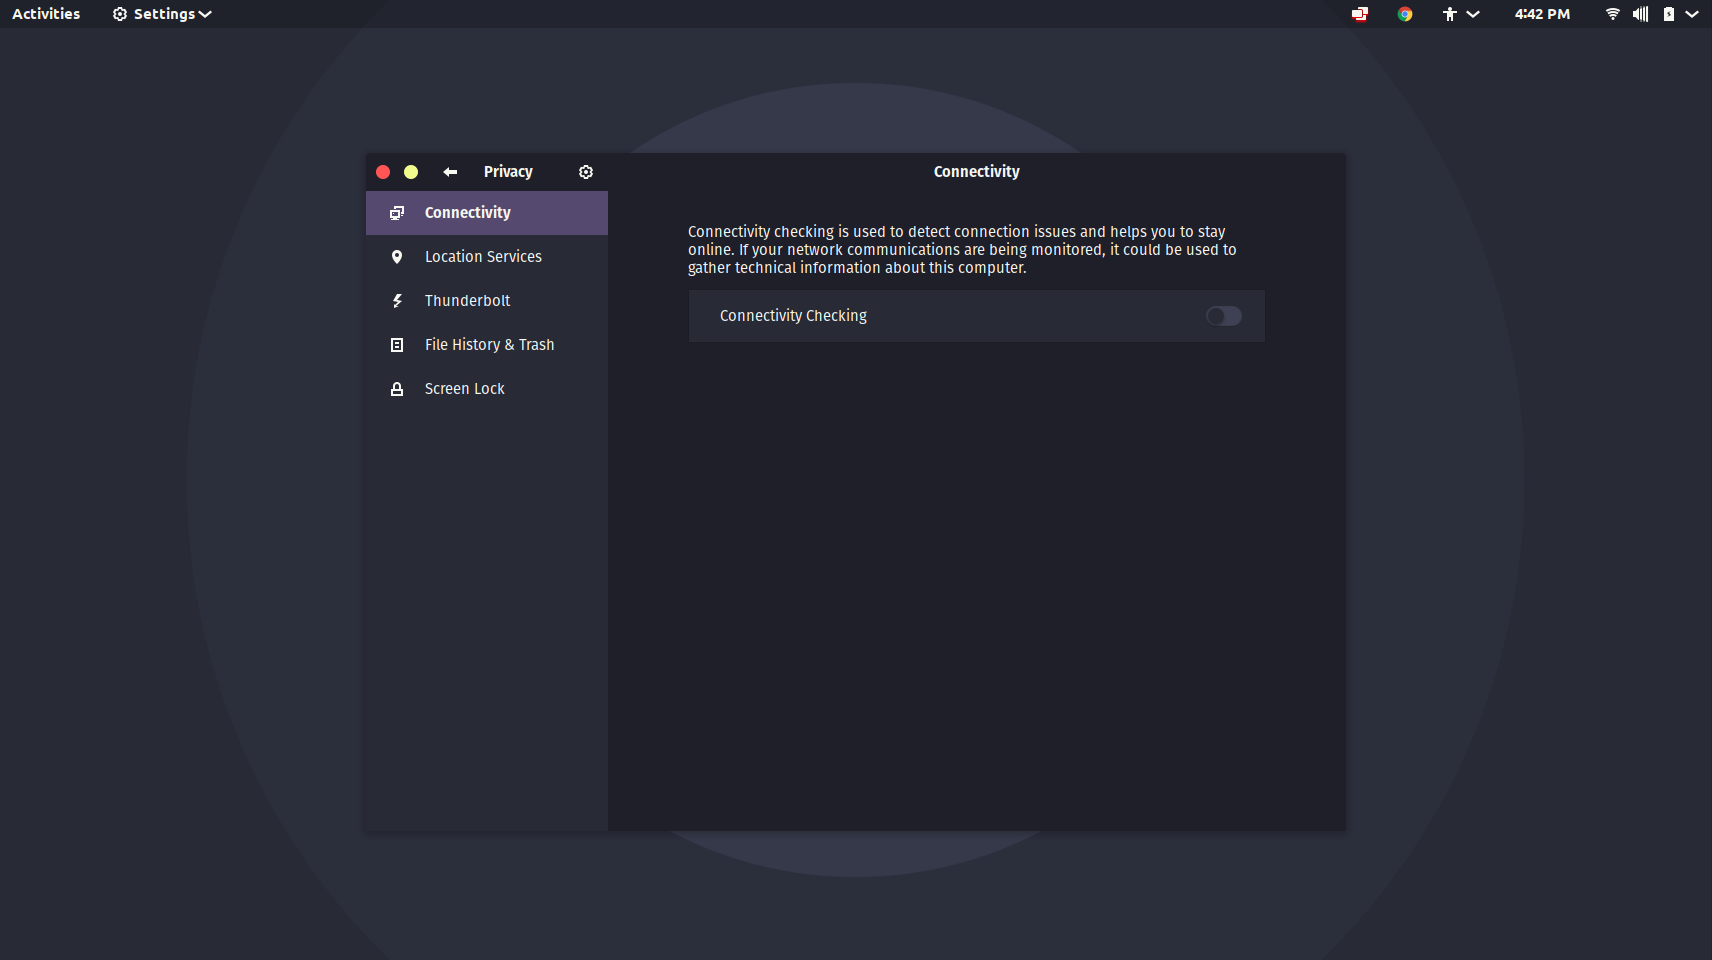 Activities
Settings
4:42 PM
Privacy
Connectivity
Connectivity
Location Services
Thunderbolt
File History & Trash
Screen Lock
Connectivity checking is used to detect connection issues and helps you to stay
online. If your network communications are being monitored, it could be used to
gather technical information about this computer.
Connectivity Checking